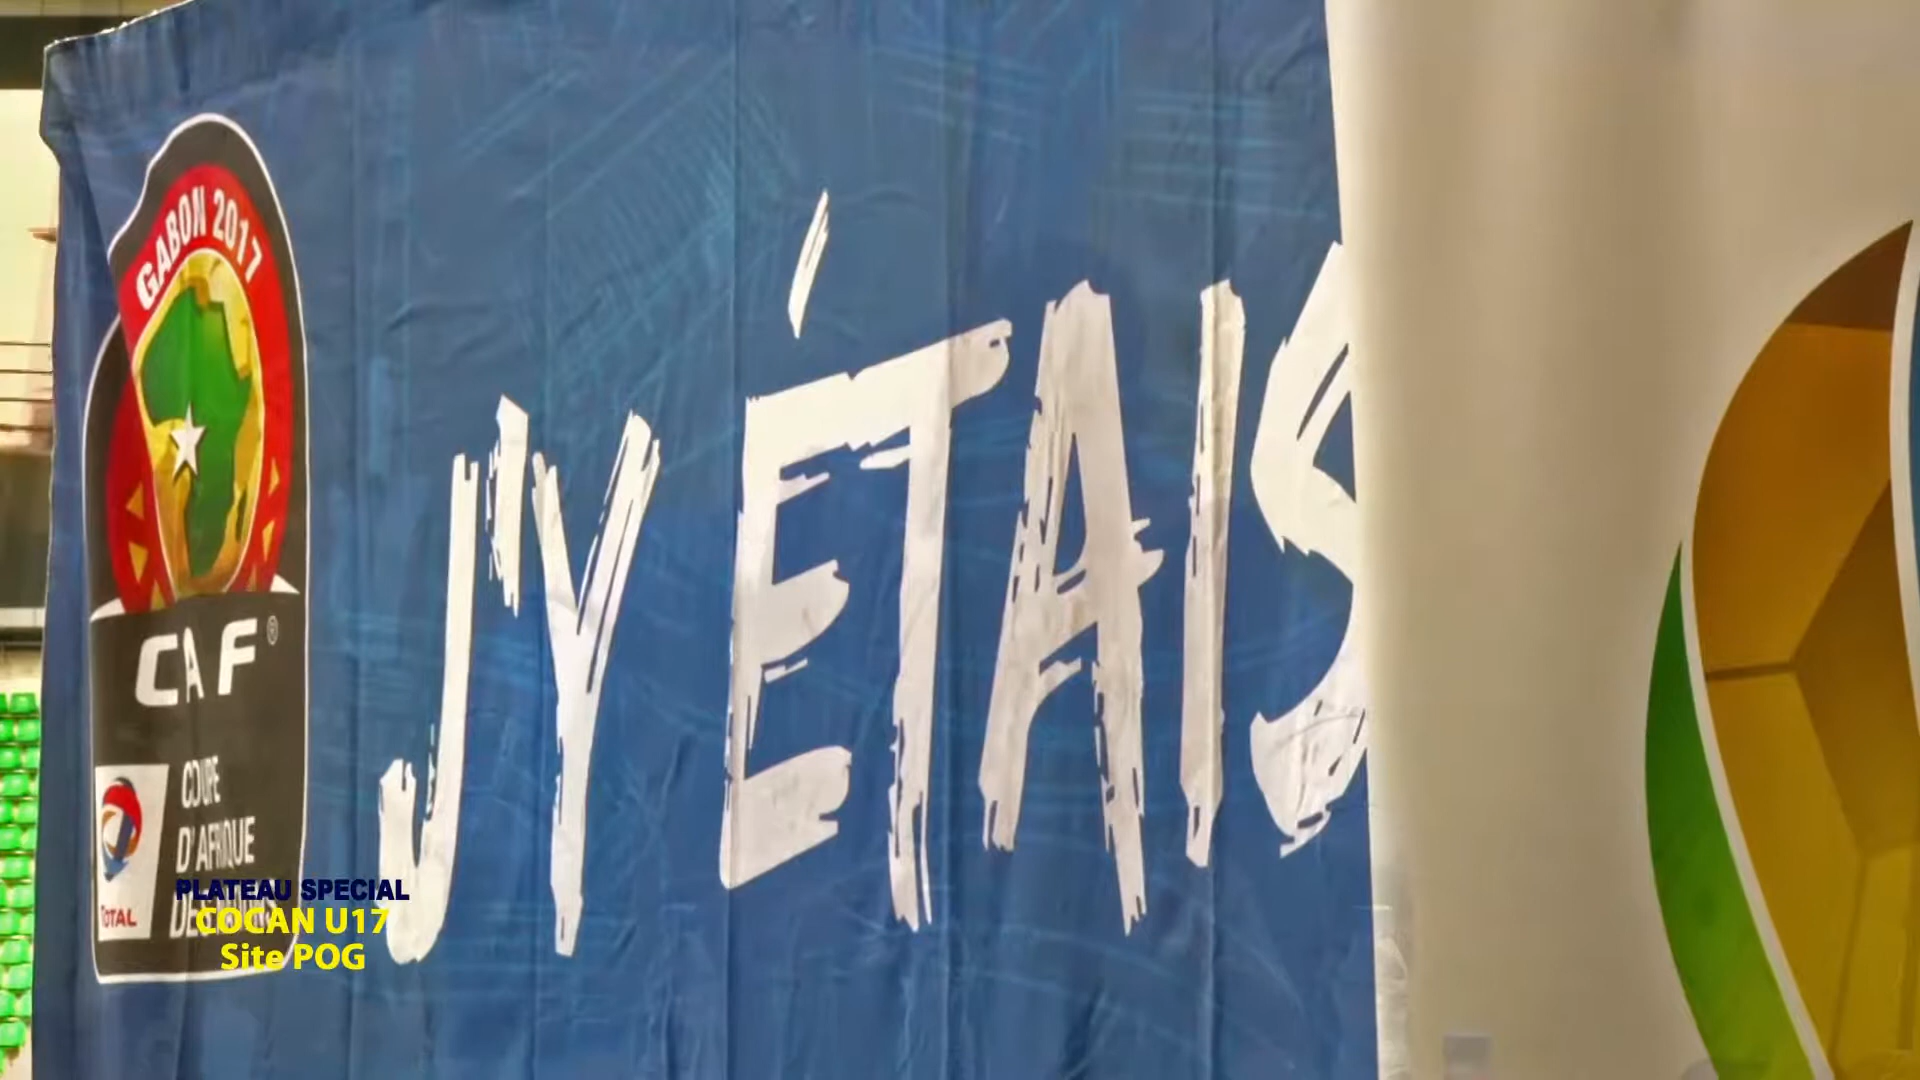 GABON 2017
CAF®
COUPE
D'AFRIQUE
TOTAL
J'Y ÉTAIS
PLATEAU SPECIAL
COCAN U17
Site POG